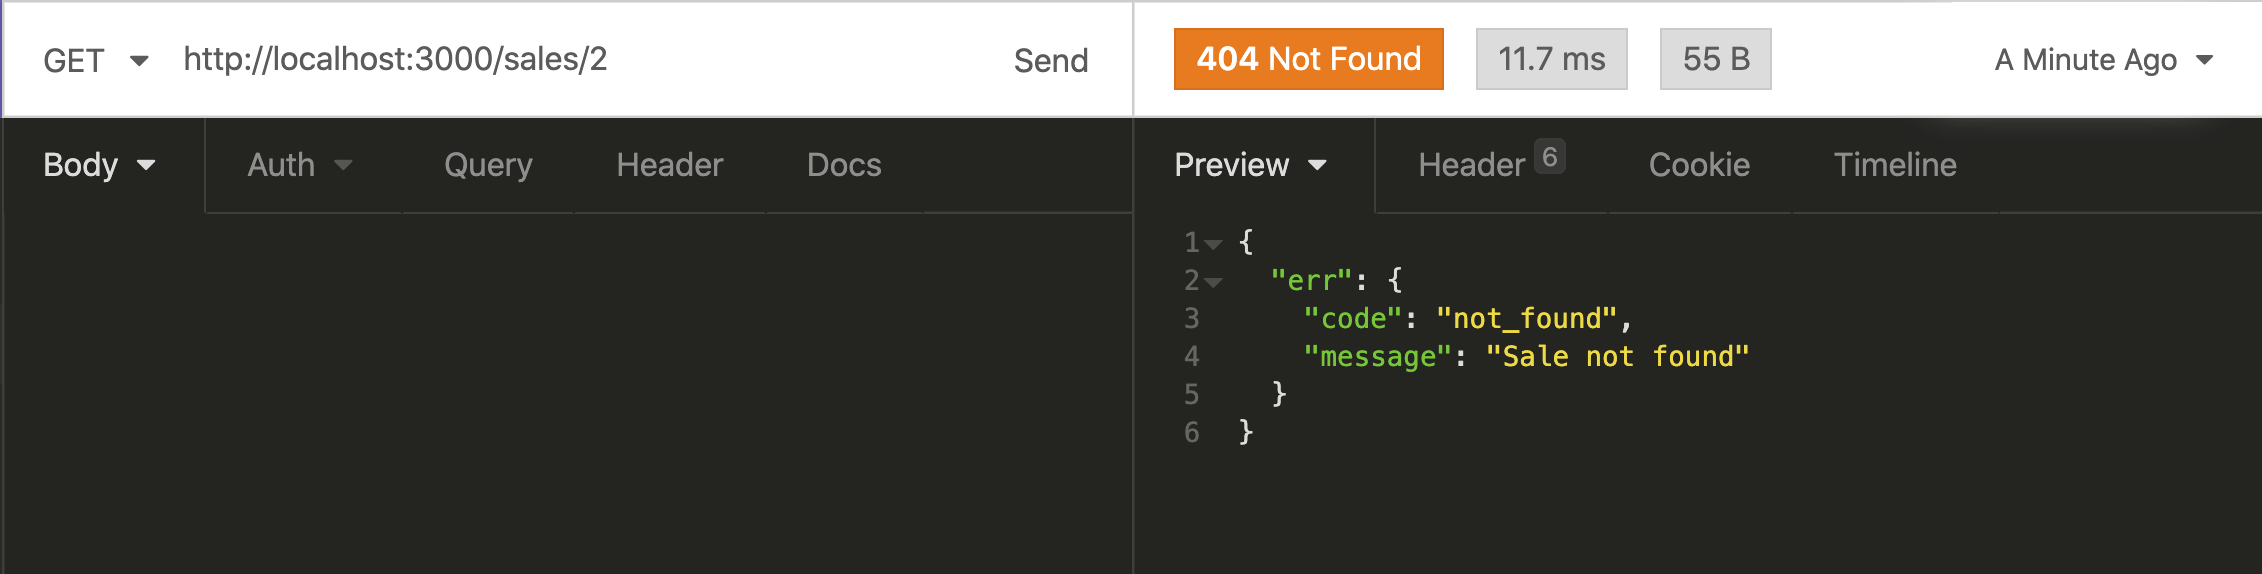 GET http://localhost:3000/sales/2 Send 404 Not Found 11.7 ms 55 B A Minute Ago
Body Auth Query Header Docs Preview Header 6 Cookie Timeline
1 {
2 "err": {
3 "code": "not_found",
4 "message": "Sale not found"
5 }
6 }